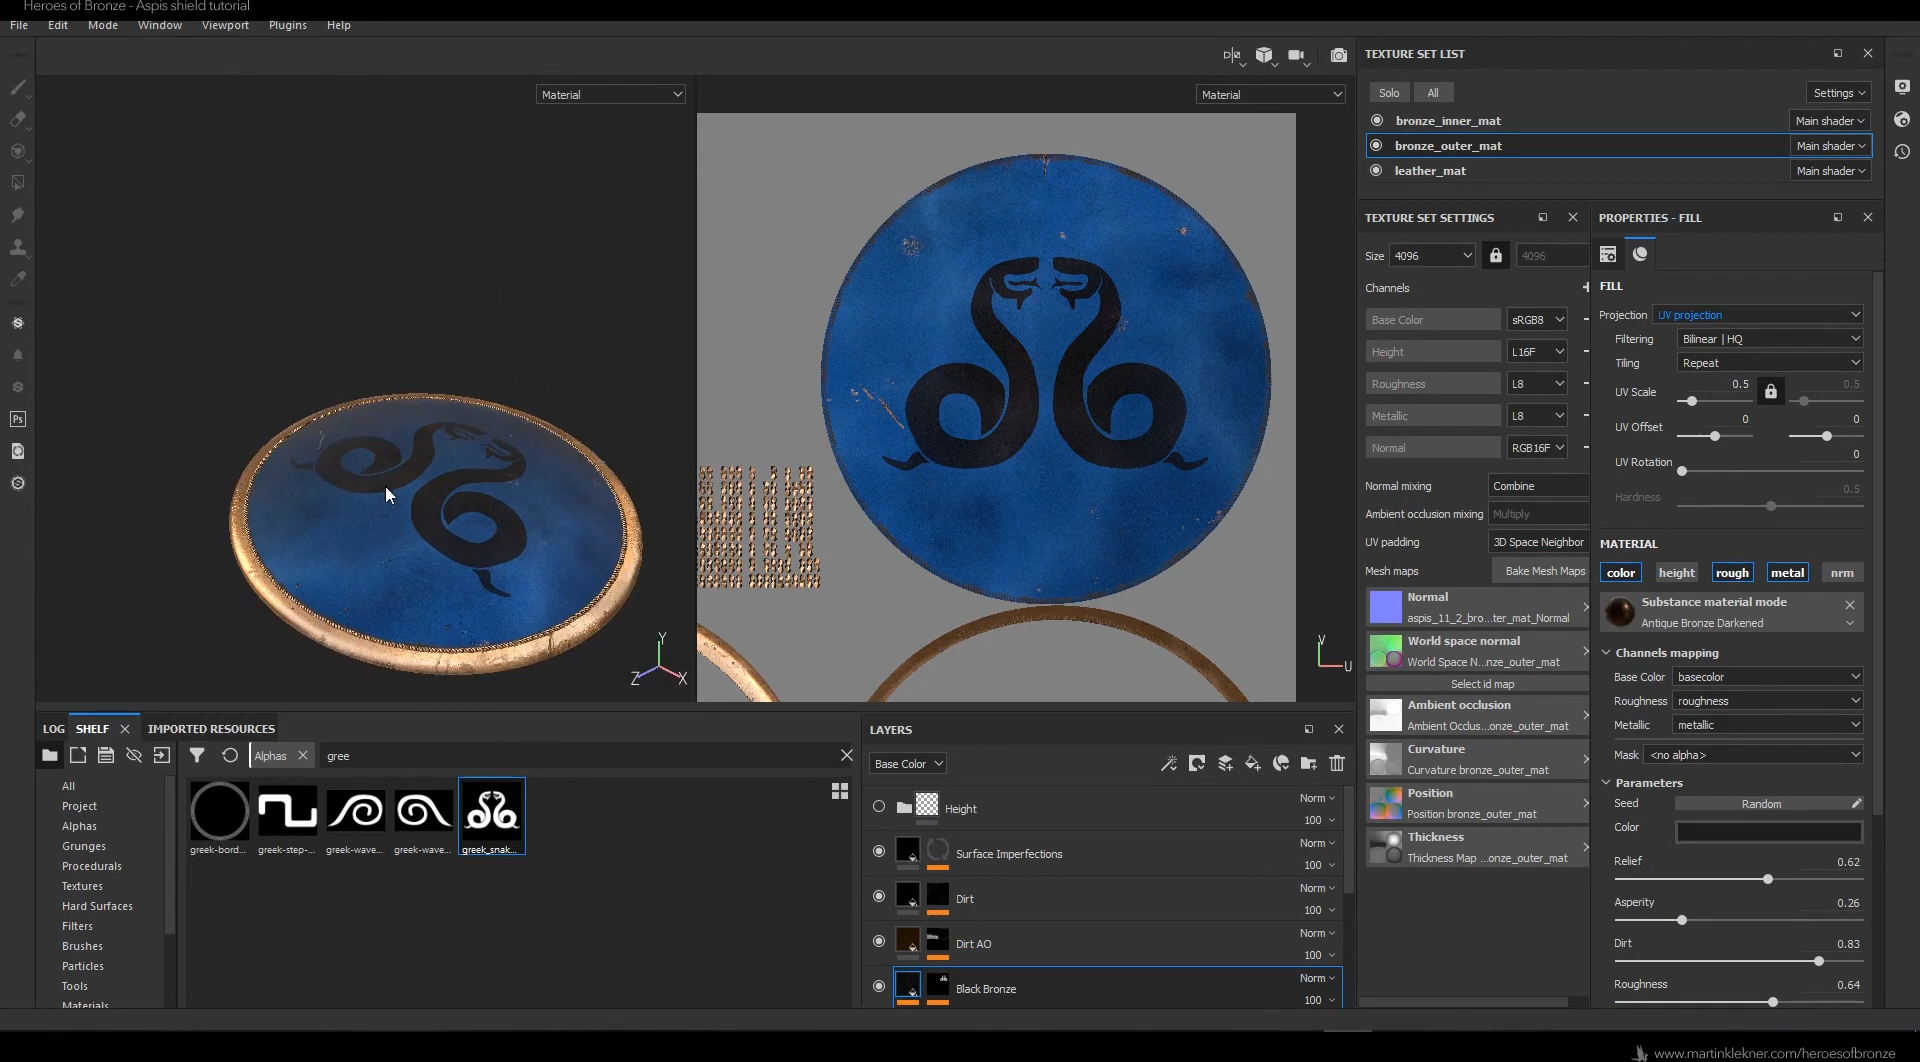 Heroes of Bronze - Aspis shield tutorial
File Edit Mode Window Viewport Plugins Help
Material
Material
TEXTURE SET LIST
Solo All Settings
bronze_inner_mat Main shader
bronze_outer_mat Main shader
leather_mat Main shader
TEXTURE SET SETTINGS
Size 4096 4096
Channels
Base Color sRGB8
Height L16F
Roughness L8
Metallic L8
Normal RGB16F
Normal mixing Combine
Ambient occlusion mixing Multiply
UV padding 3D Space Neighbor
Mesh maps Bake Mesh Maps
Normal
aspis_11_2_bro...ter_mat_Normal
World space normal
World Space N...nze_outer_mat
Select id map
Ambient occlusion
Ambient Occlus...onze_outer_mat
Curvature
Curvature bronze_outer_mat
Position
Position bronze_outer_mat
Thickness
Thickness Map ...onze_outer_mat
PROPERTIES - FILL
FILL
Projection UV projection
Filtering Bilinear | HQ
Tiling Repeat
UV Scale 0.5 0.5
UV Offset 0 0
UV Rotation 0
Hardness 0.5
MATERIAL
color height rough metal nrm
Substance material mode
Antique Bronze Darkened
Channels mapping
Base Color basecolor
Roughness roughness
Metallic metallic
Mask <no alpha>
Parameters
Seed Random
Color
Relief 0.62
Asperity 0.26
Dirt 0.83
Roughness 0.64
Y Z X
V U
Ps
LOG SHELF IMPORTED RESOURCES
Alphas gree
All
Project
Alphas
Grunges
Procedurals
Textures
Hard Surfaces
Filters
Brushes
Particles
Tools
Materials
greek-bord... greek-step-... greek-wave... greek-wave... greek_snak...
LAYERS
Base Color
Height Norm 100
Surface Imperfections Norm 100
Dirt Norm 100
Dirt AO Norm 100
Black Bronze Norm 100
www.martinklekner.com/heroesofbronze